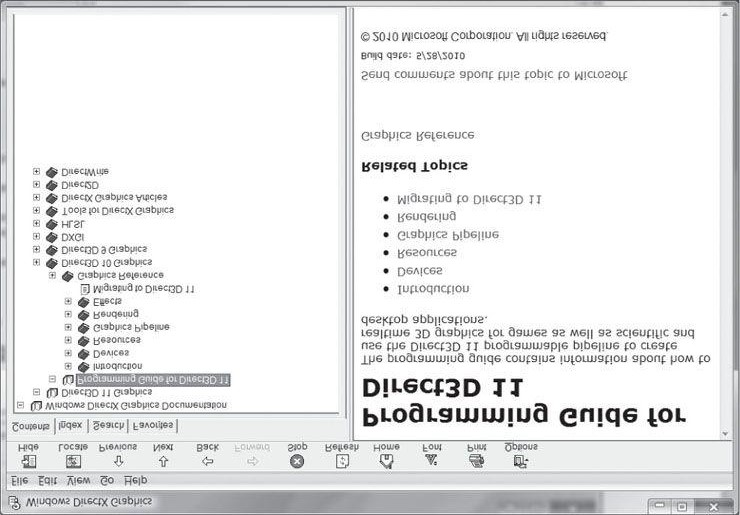 Windows DirectX Graphics
File Edit View Go Help
Hide Locate Previous Next Back Forward Stop Refresh Home Font Print Options
Contents Index Search Favorites
Windows DirectX Graphics Documentation
Direct3D 11 Graphics
Programming Guide for Direct3D 11
Introduction
Devices
Resources
Graphics Pipeline
Rendering
Effects
Migrating to Direct3D 11
Graphics Reference
Direct3D 10 Graphics
Direct3D 9 Graphics
DXGI
HLSL
Tools for DirectX Graphics
DirectX Graphics Articles
Direct2D
DirectWrite
Programming Guide for
Direct3D 11
The programming guide contains information about how to
use the Direct3D 11 programmable pipeline to create
realtime 3D graphics for games as well as scientific and
desktop applications.
Introduction
Devices
Resources
Graphics Pipeline
Rendering
Migrating to Direct3D 11
Related Topics
Graphics Reference
Send comments about this topic to Microsoft
Build date: 5/28/2010
© 2010 Microsoft Corporation. All rights reserved.